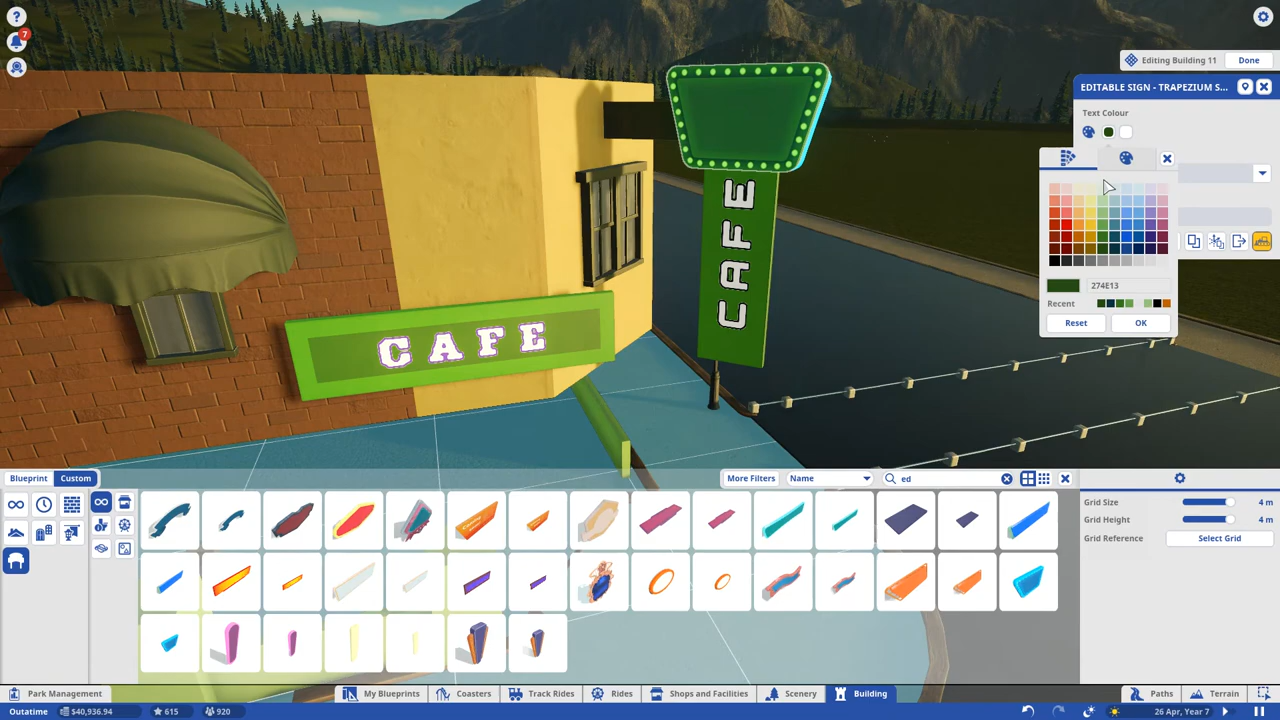 ?
7
Editing Building 11
Done
EDITABLE SIGN - TRAPEZIUM S...
Text Colour
274E13
Recent
Reset
OK
CAFE
CAFE
Blueprint
Custom
More Filters
Name
ed
Grid Size
4 m
Grid Height
4 m
Grid Reference
Select Grid
Park Management
My Blueprints
Coasters
Track Rides
Rides
Shops and Facilities
Scenery
Building
Paths
Terrain
Outatime
$40,936.94
615
920
26 Apr, Year 7